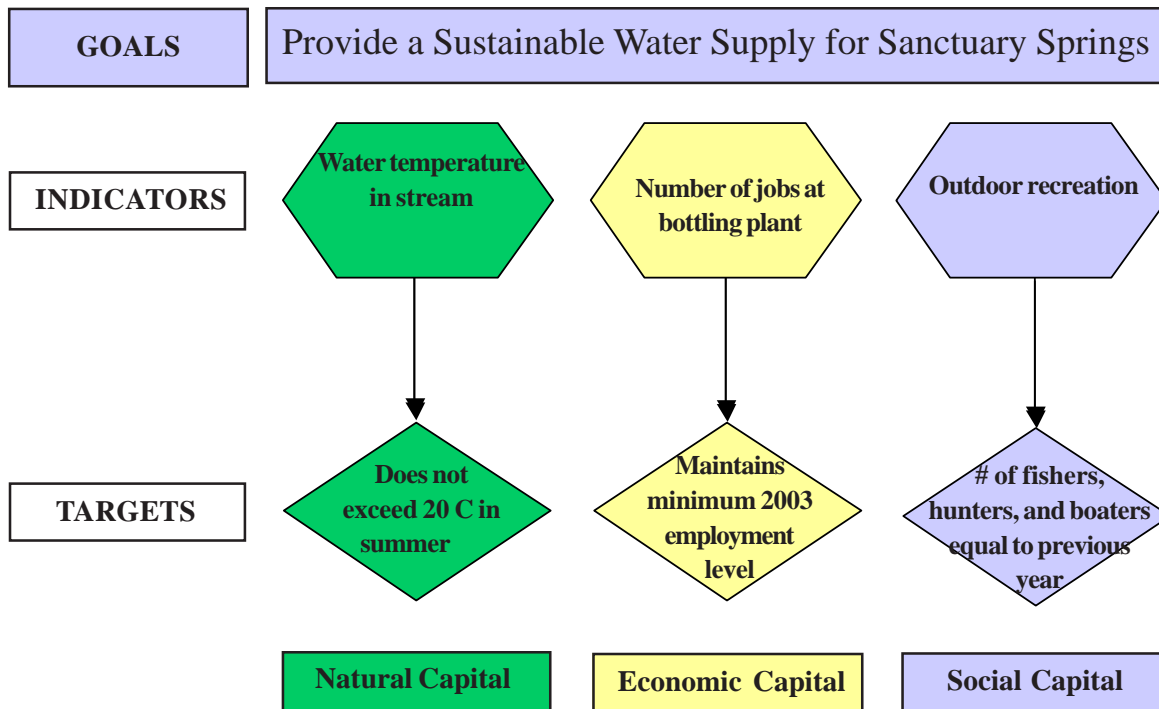 GOALS
Provide a Sustainable Water Supply for Sanctuary Springs
INDICATORS
Water temperature
in stream
Number of jobs at
bottling plant
Outdoor recreation
TARGETS
Does not
exceed 20 C in
summer
Maintains
minimum 2003
employment
level
# of fishers,
hunters, and boaters
equal to previous
year
Natural Capital
Economic Capital
Social Capital